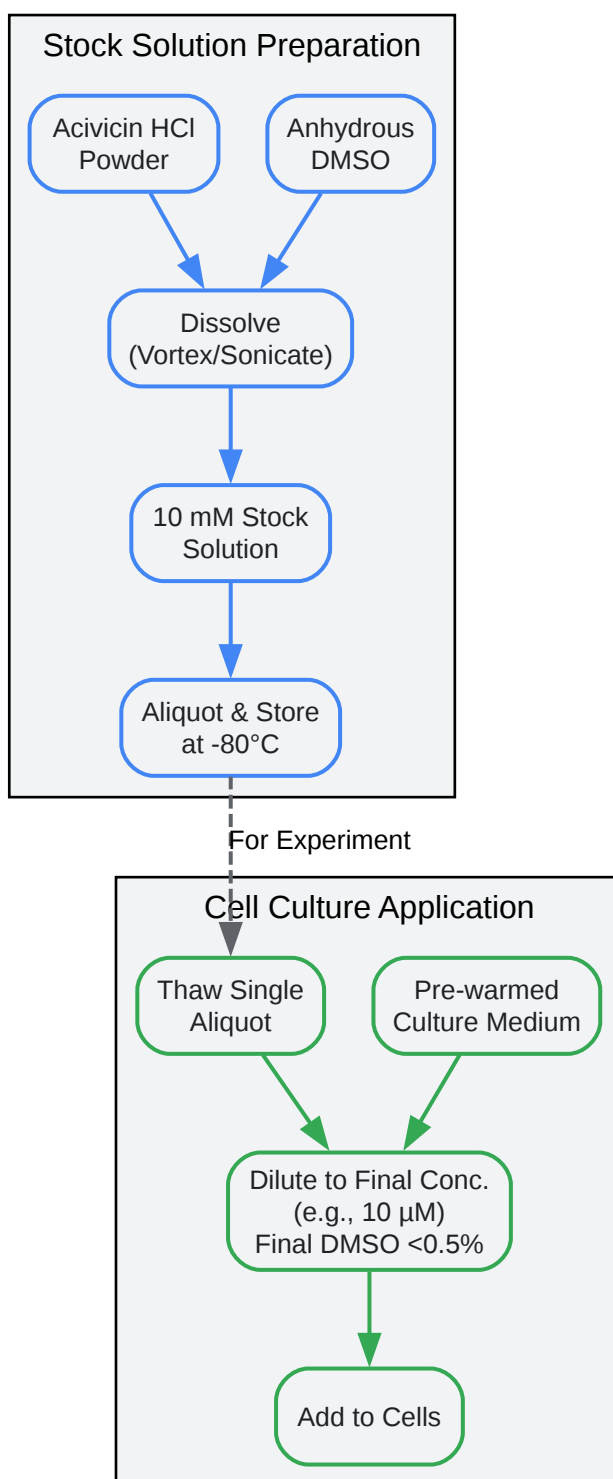 Stock Solution Preparation
Acivicin HCl
Powder
Anhydrous
DMSO
Dissolve
(Vortex/Sonicate)
10 mM Stock
Solution
Aliquot & Store
at -80°C
For Experiment
Cell Culture Application
Thaw Single
Aliquot
Pre-warmed
Culture Medium
Dilute to Final Conc.
(e.g., 10 µM)
Final DMSO <0.5%
Add to Cells